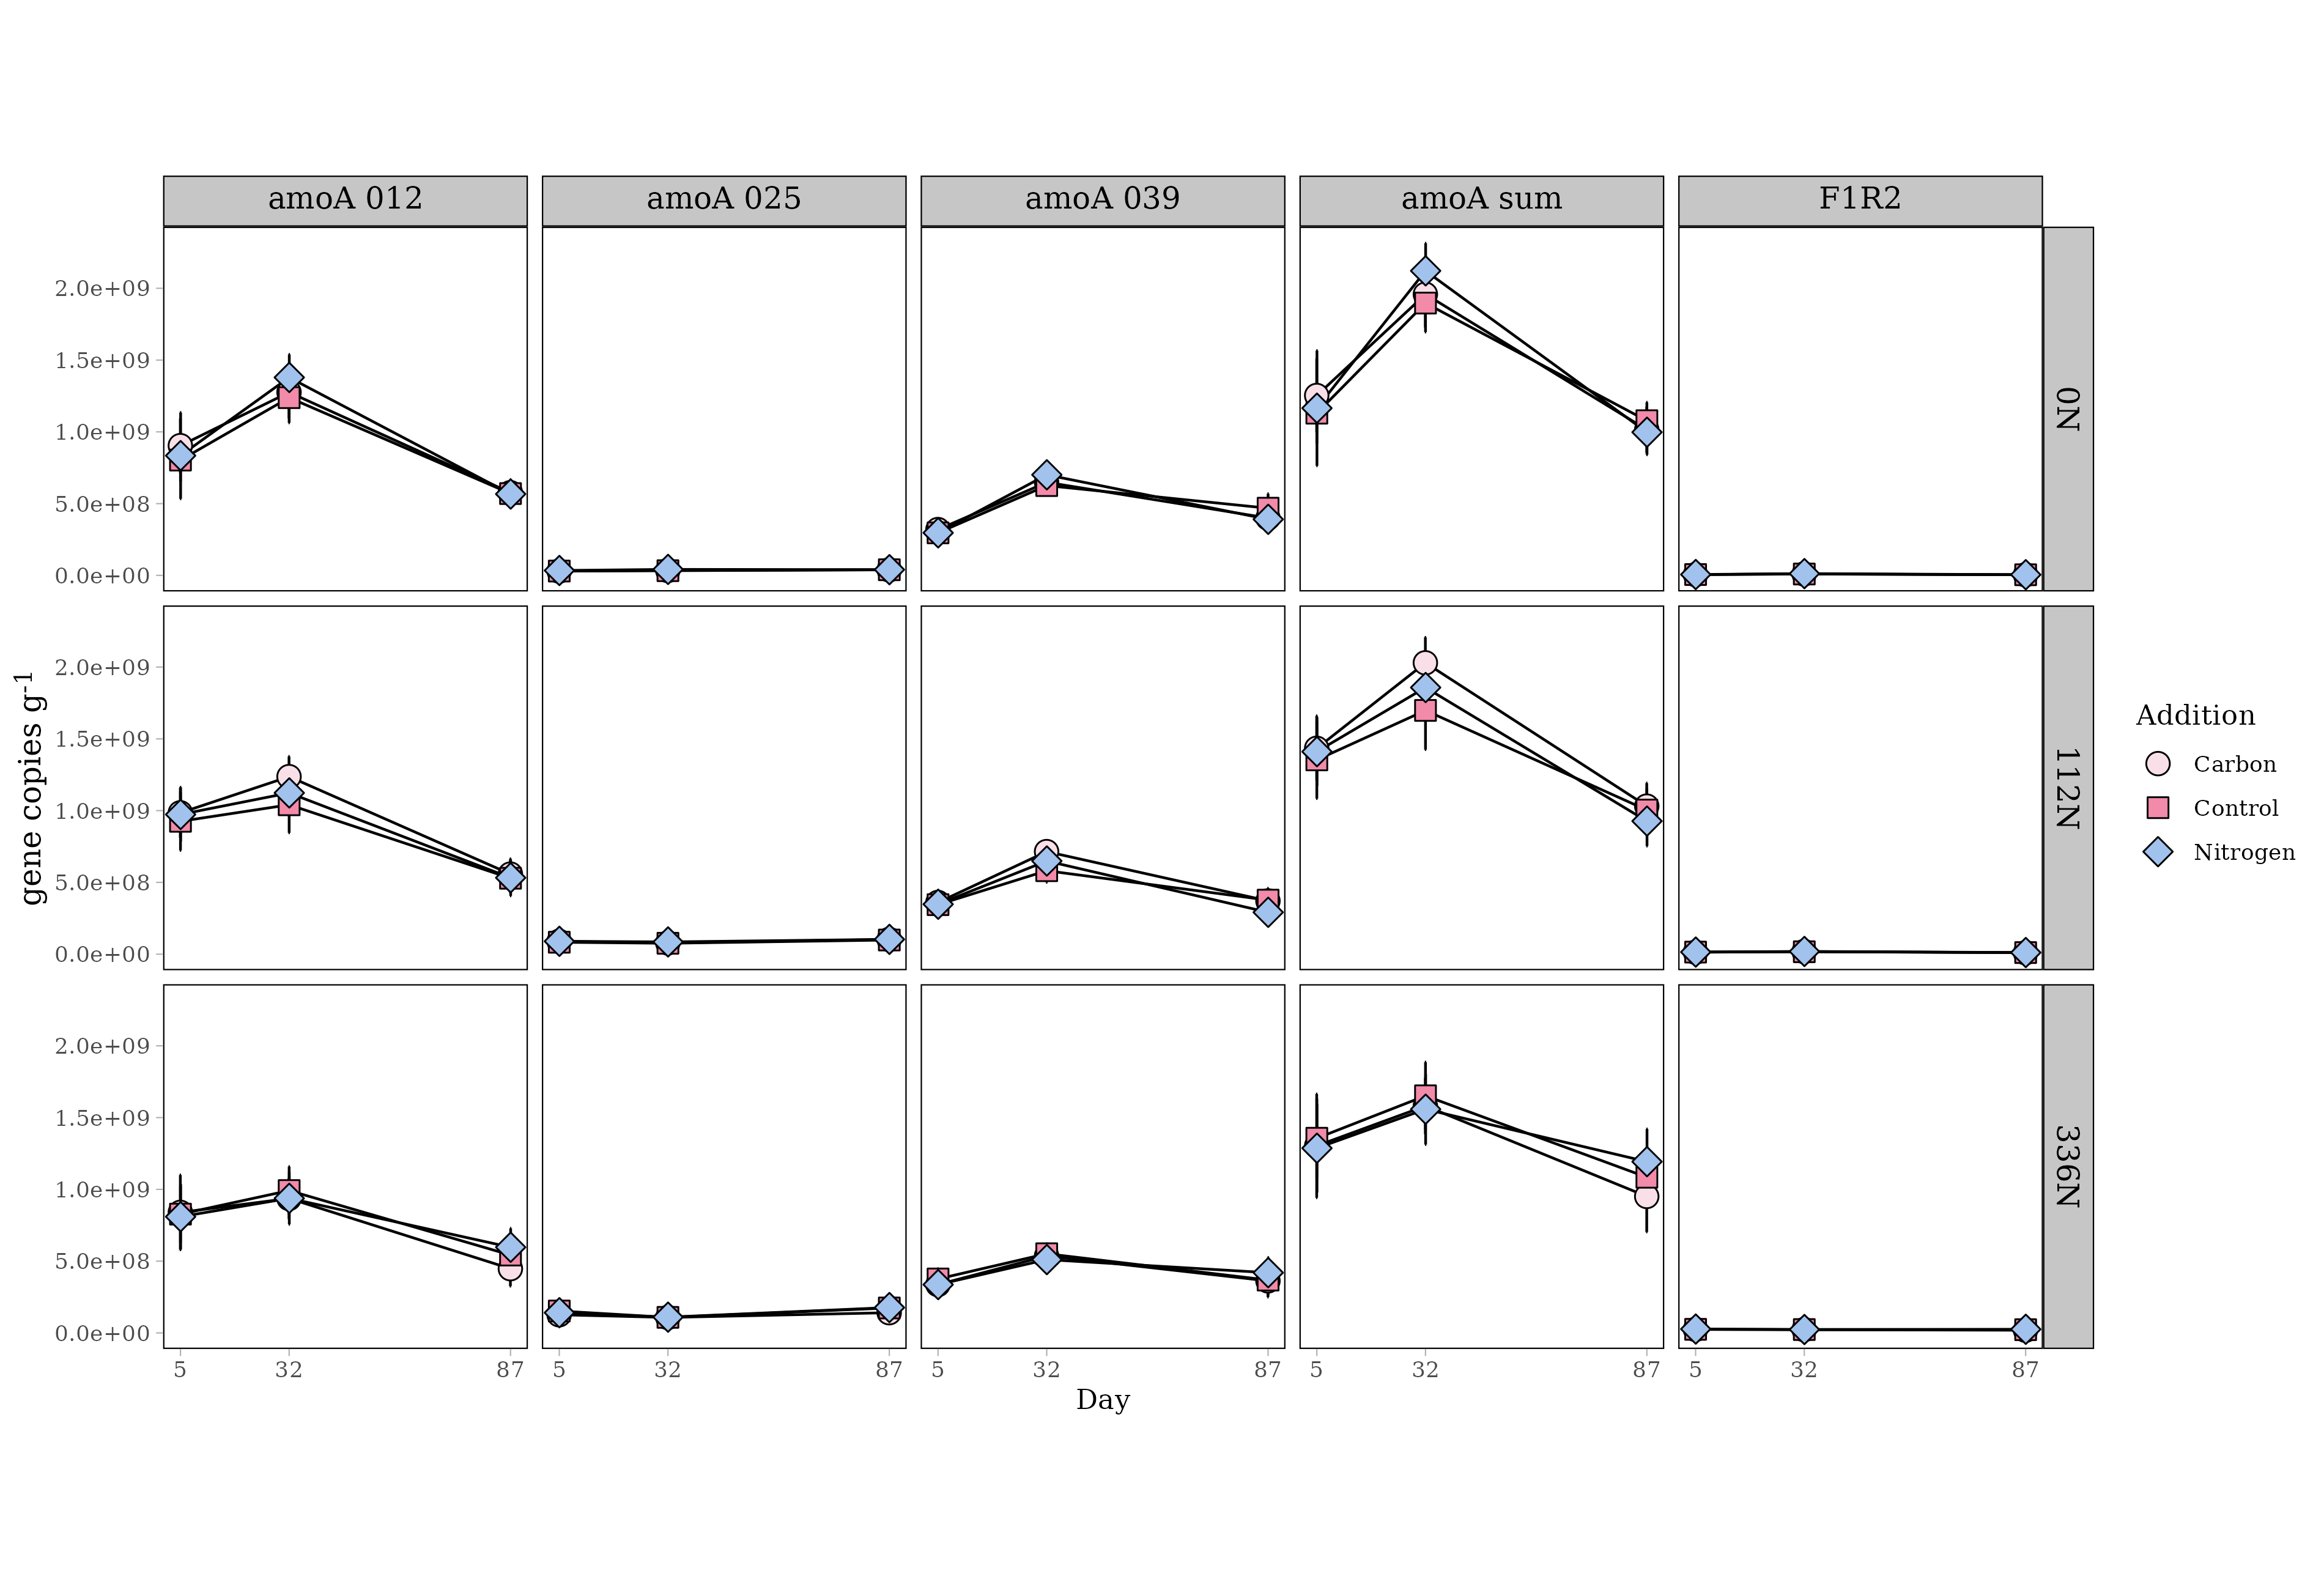 amoA 012
amoA 025
amoA 039
amoA sum
F1R2
2.0e+09
1.5e+09
1.0e+09
5.0e+08
0.0e+00
0N
2.0e+09
1.5e+09
1.0e+09
5.0e+08
0.0e+00
112N
2.0e+09
1.5e+09
1.0e+09
5.0e+08
0.0e+00
336N
gene copies g-1
5 32 87 5 32 87 5 32 87 5 32 87 5 32 87
Day
Addition
Carbon
Control
Nitrogen